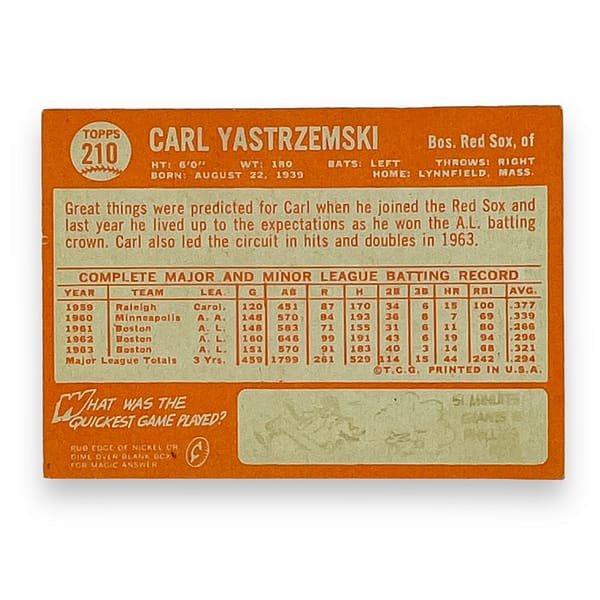 TOPPS
210
CARL YASTRZEMSKI
Bos. Red Sox, of
HT: 6'0" WT: 180 BATS: LEFT THROWS: RIGHT
BORN: AUGUST 22, 1939 HOME: LYNNFIELD, MASS.
Great things were predicted for Carl when he joined the Red Sox and
last year he lived up to the expectations as he won the A.L. batting
crown. Carl also led the circuit in hits and doubles in 1963.
COMPLETE MAJOR AND MINOR LEAGUE BATTING RECORD
YEAR TEAM LEA. G AB R H 2B 3B HR RBI AVG.
1959 Raleigh Carol. 120 451 87 170 34 6 15 100 .377
1960 Minneapolis A. A. 148 570 84 193 36 8 7 69 .339
1961 Boston A. L. 148 583 71 155 31 6 11 80 .266
1962 Boston A. L. 160 646 99 191 43 6 19 94 .296
1963 Boston A. L. 151 570 91 183 40 3 14 68 .321
Major League Totals 3 Yrs. 459 1799 261 529 114 15 44 242 .294
©T.C.G. PRINTED IN U.S.A.
WHAT WAS THE
QUICKEST GAME PLAYED?
RUB EDGE OF NICKEL OR
DIME OVER BLANK BOX
FOR MAGIC ANSWER
51 MINUTES
GIANTS
PHILLIES